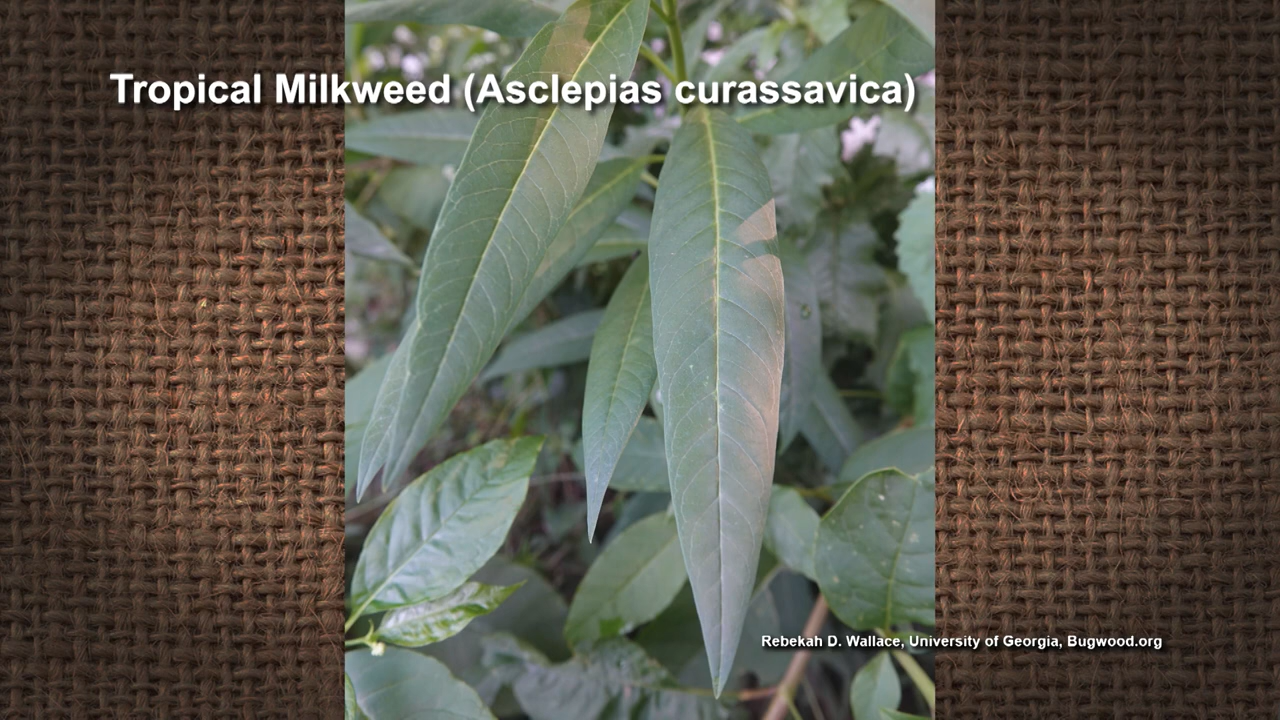 Tropical Milkweed (Asclepias curassavica)
Rebekah D. Wallace, University of Georgia, Bugwood.org